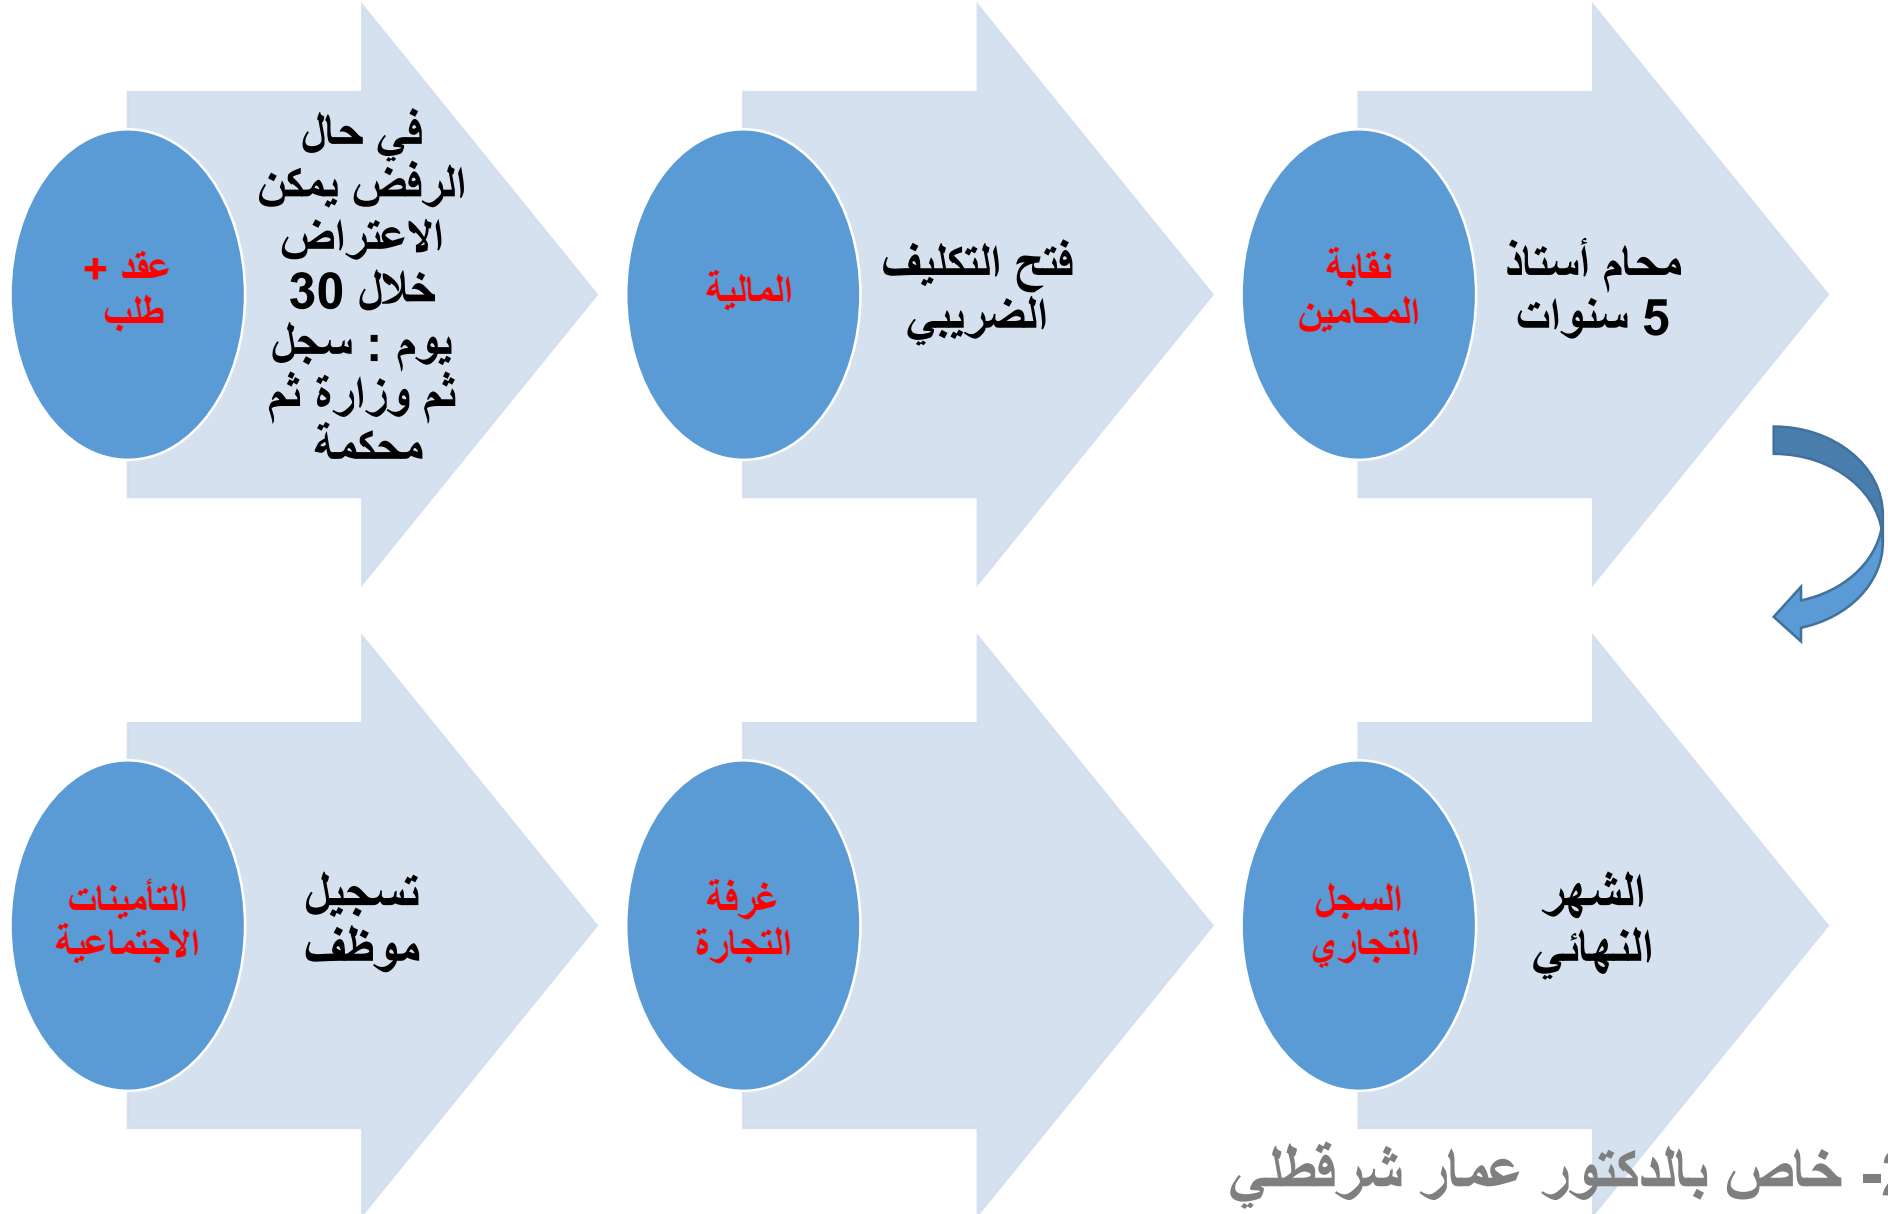 عقد +
طلب
في حال
الرفض يمكن
الاعتراض
خلال 30
يوم : سجل
ثم وزارة ثم
محكمة
المالية
فتح التكليف
الضريبي
نقابة
المحامين
محام أستاذ
5 سنوات
التأمينات
الاجتماعية
تسجيل
موظف
غرفة
التجارة
السجل
التجاري
الشهر
النهائي
- خاص بالدكتور عمار شرقطلي